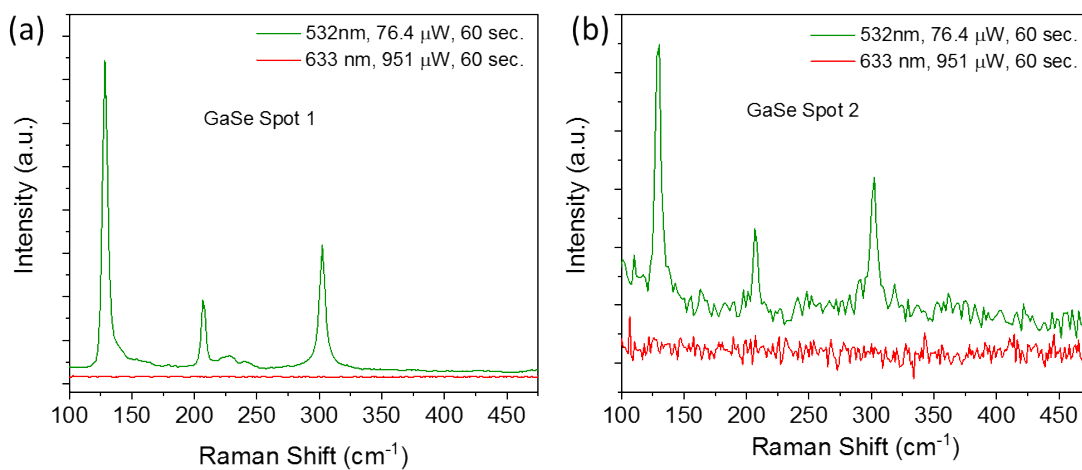 (a)
532nm, 76.4 μW, 60 sec.
633 nm, 951 μW, 60 sec.
GaSe Spot 1
Intensity (a.u.)
100 150 200 250 300 350 400 450
Raman Shift (cm⁻¹)
(b)
532nm, 76.4 μW, 60 sec.
633 nm, 951 μW, 60 sec.
GaSe Spot 2
Intensity (a.u.)
100 150 200 250 300 350 400 450
Raman Shift (cm⁻¹)